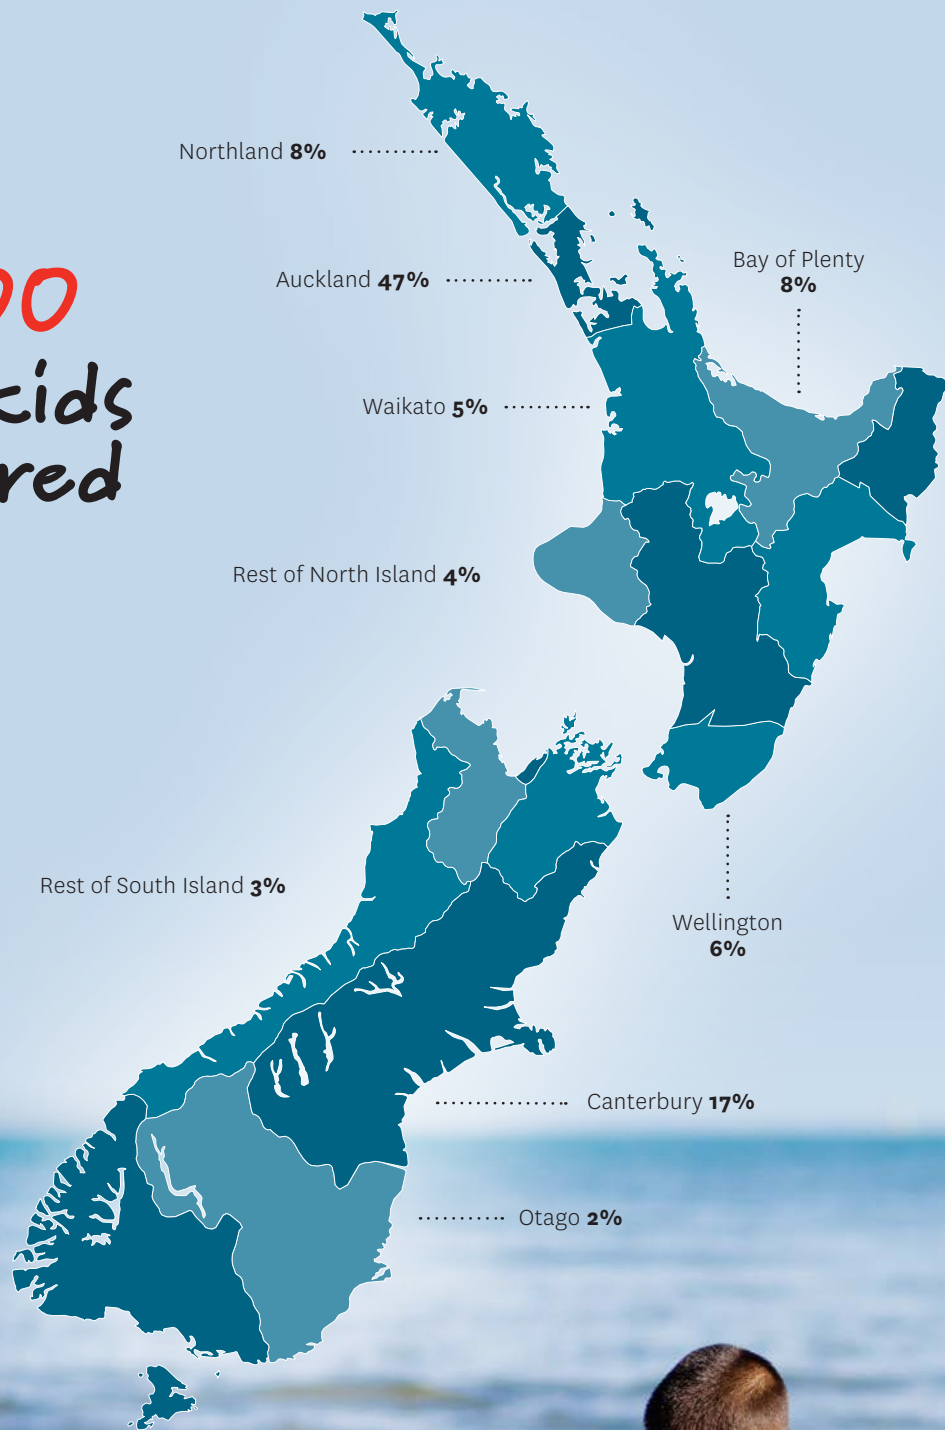 Northland 8%
Auckland 47%
Bay of Plenty
8%
Waikato 5%
Rest of North Island 4%
Rest of South Island 3%
Wellington
6%
Canterbury 17%
Otago 2%